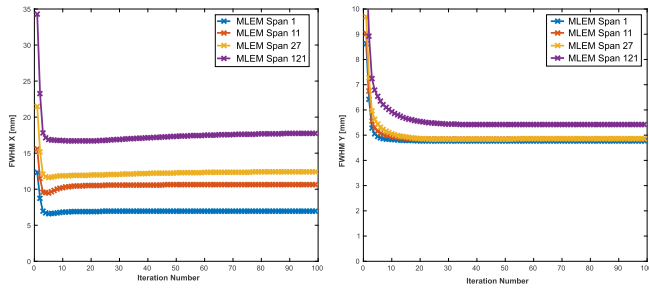 FWHM X [mm]
35
30
25
20
15
10
5
0
0 10 20 30 40 50 60 70 80 90 100
Iteration Number
MLEM Span 1
MLEM Span 11
MLEM Span 27
MLEM Span 121
FWHM Y [mm]
10
9
8
7
6
5
4
3
2
1
0
0 10 20 30 40 50 60 70 80 90 100
Iteration Number
MLEM Span 1
MLEM Span 11
MLEM Span 27
MLEM Span 121